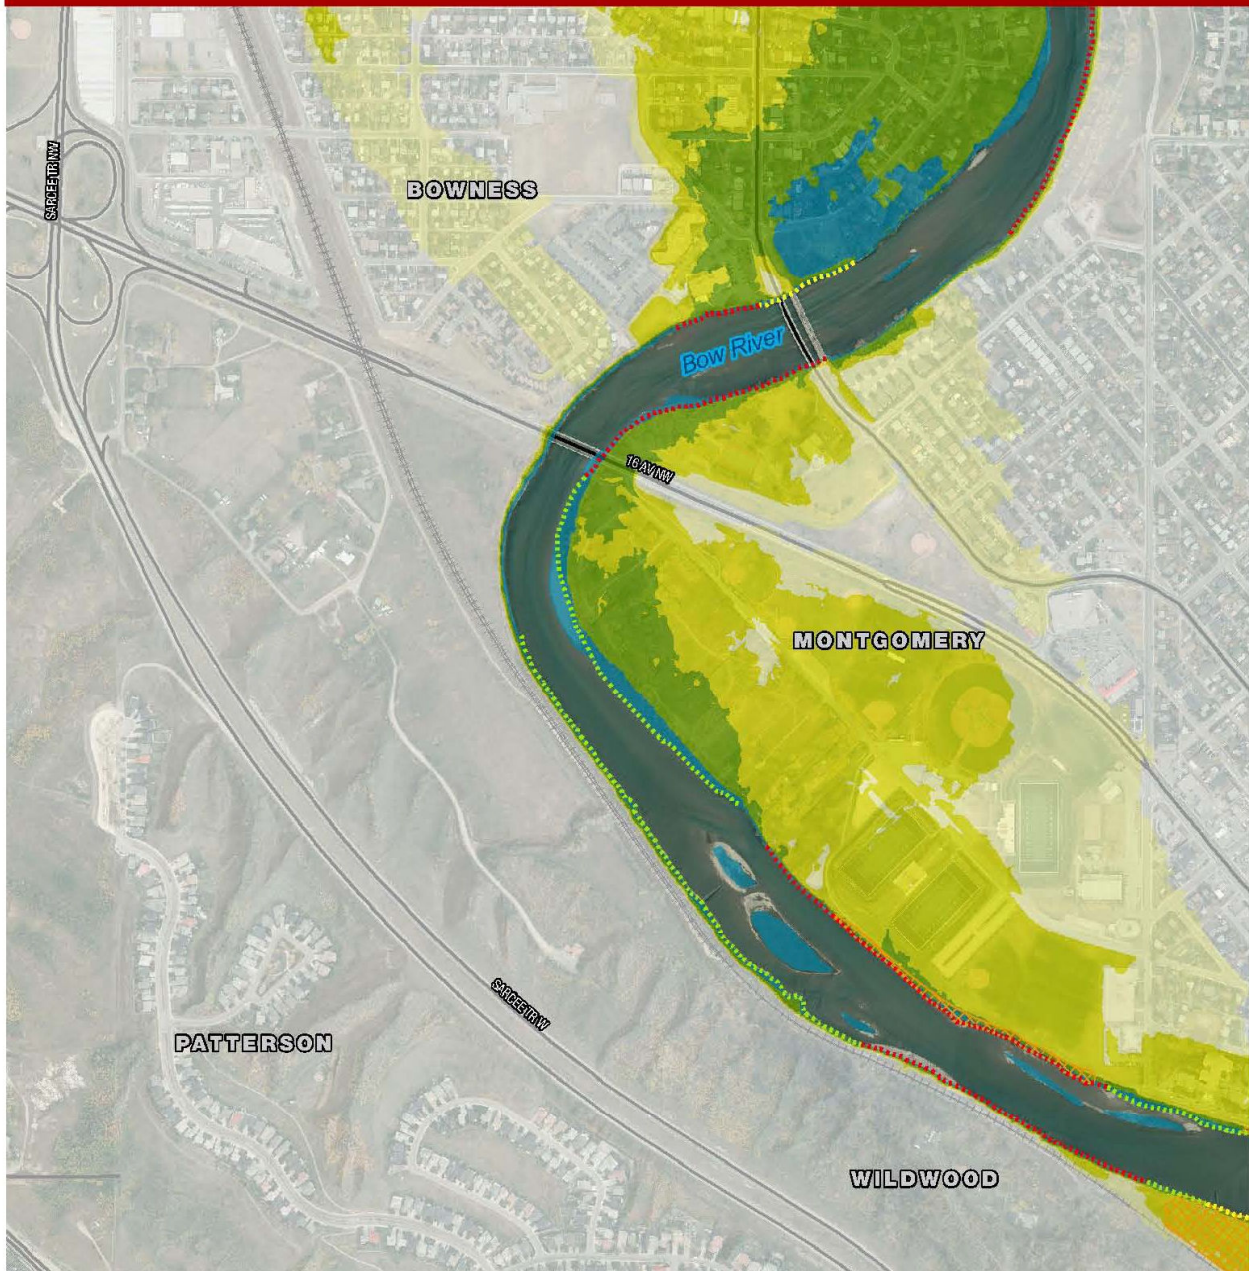 SARCEE TR NW
BOWNESS
Bow River
16 AV NW
MONTGOMERY
SARCEE TR W
PATTERSON
WILDWOOD